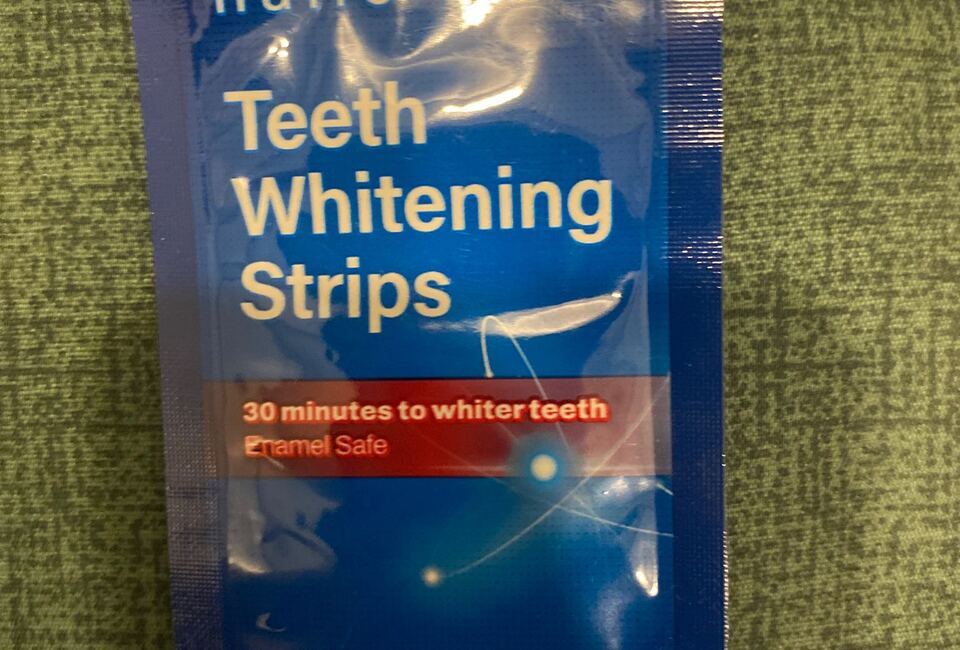 Teeth
Whitening
Strips
30 minutes to whiter teeth
Enamel Safe